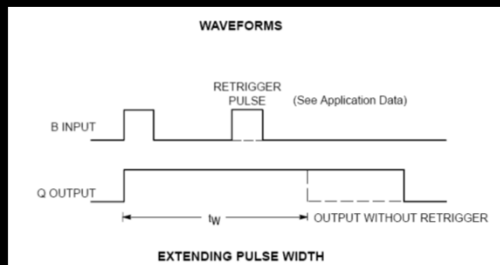 WAVEFORMS
RETRIGGER
PULSE
(See Application Data)
B INPUT
Q OUTPUT
tW
OUTPUT WITHOUT RETRIGGER
EXTENDING PULSE WIDTH